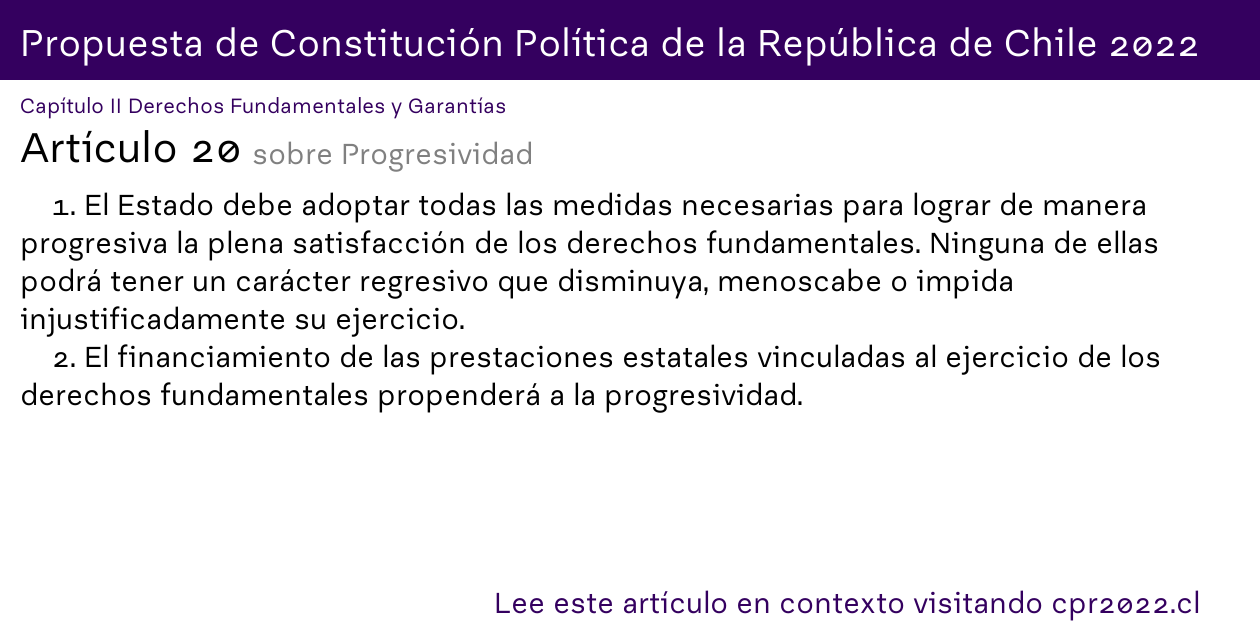 Propuesta de Constitución Política de la República de Chile 2022
Capítulo II Derechos Fundamentales y Garantías
Artículo 20 sobre Progresividad
1. El Estado debe adoptar todas las medidas necesarias para lograr de manera
progresiva la plena satisfacción de los derechos fundamentales. Ninguna de ellas
podrá tener un carácter regresivo que disminuya, menoscabe o impida
injustificadamente su ejercicio.
2. El financiamiento de las prestaciones estatales vinculadas al ejercicio de los
derechos fundamentales propenderá a la progresividad.
Lee este artículo en contexto visitando cpr2022.cl